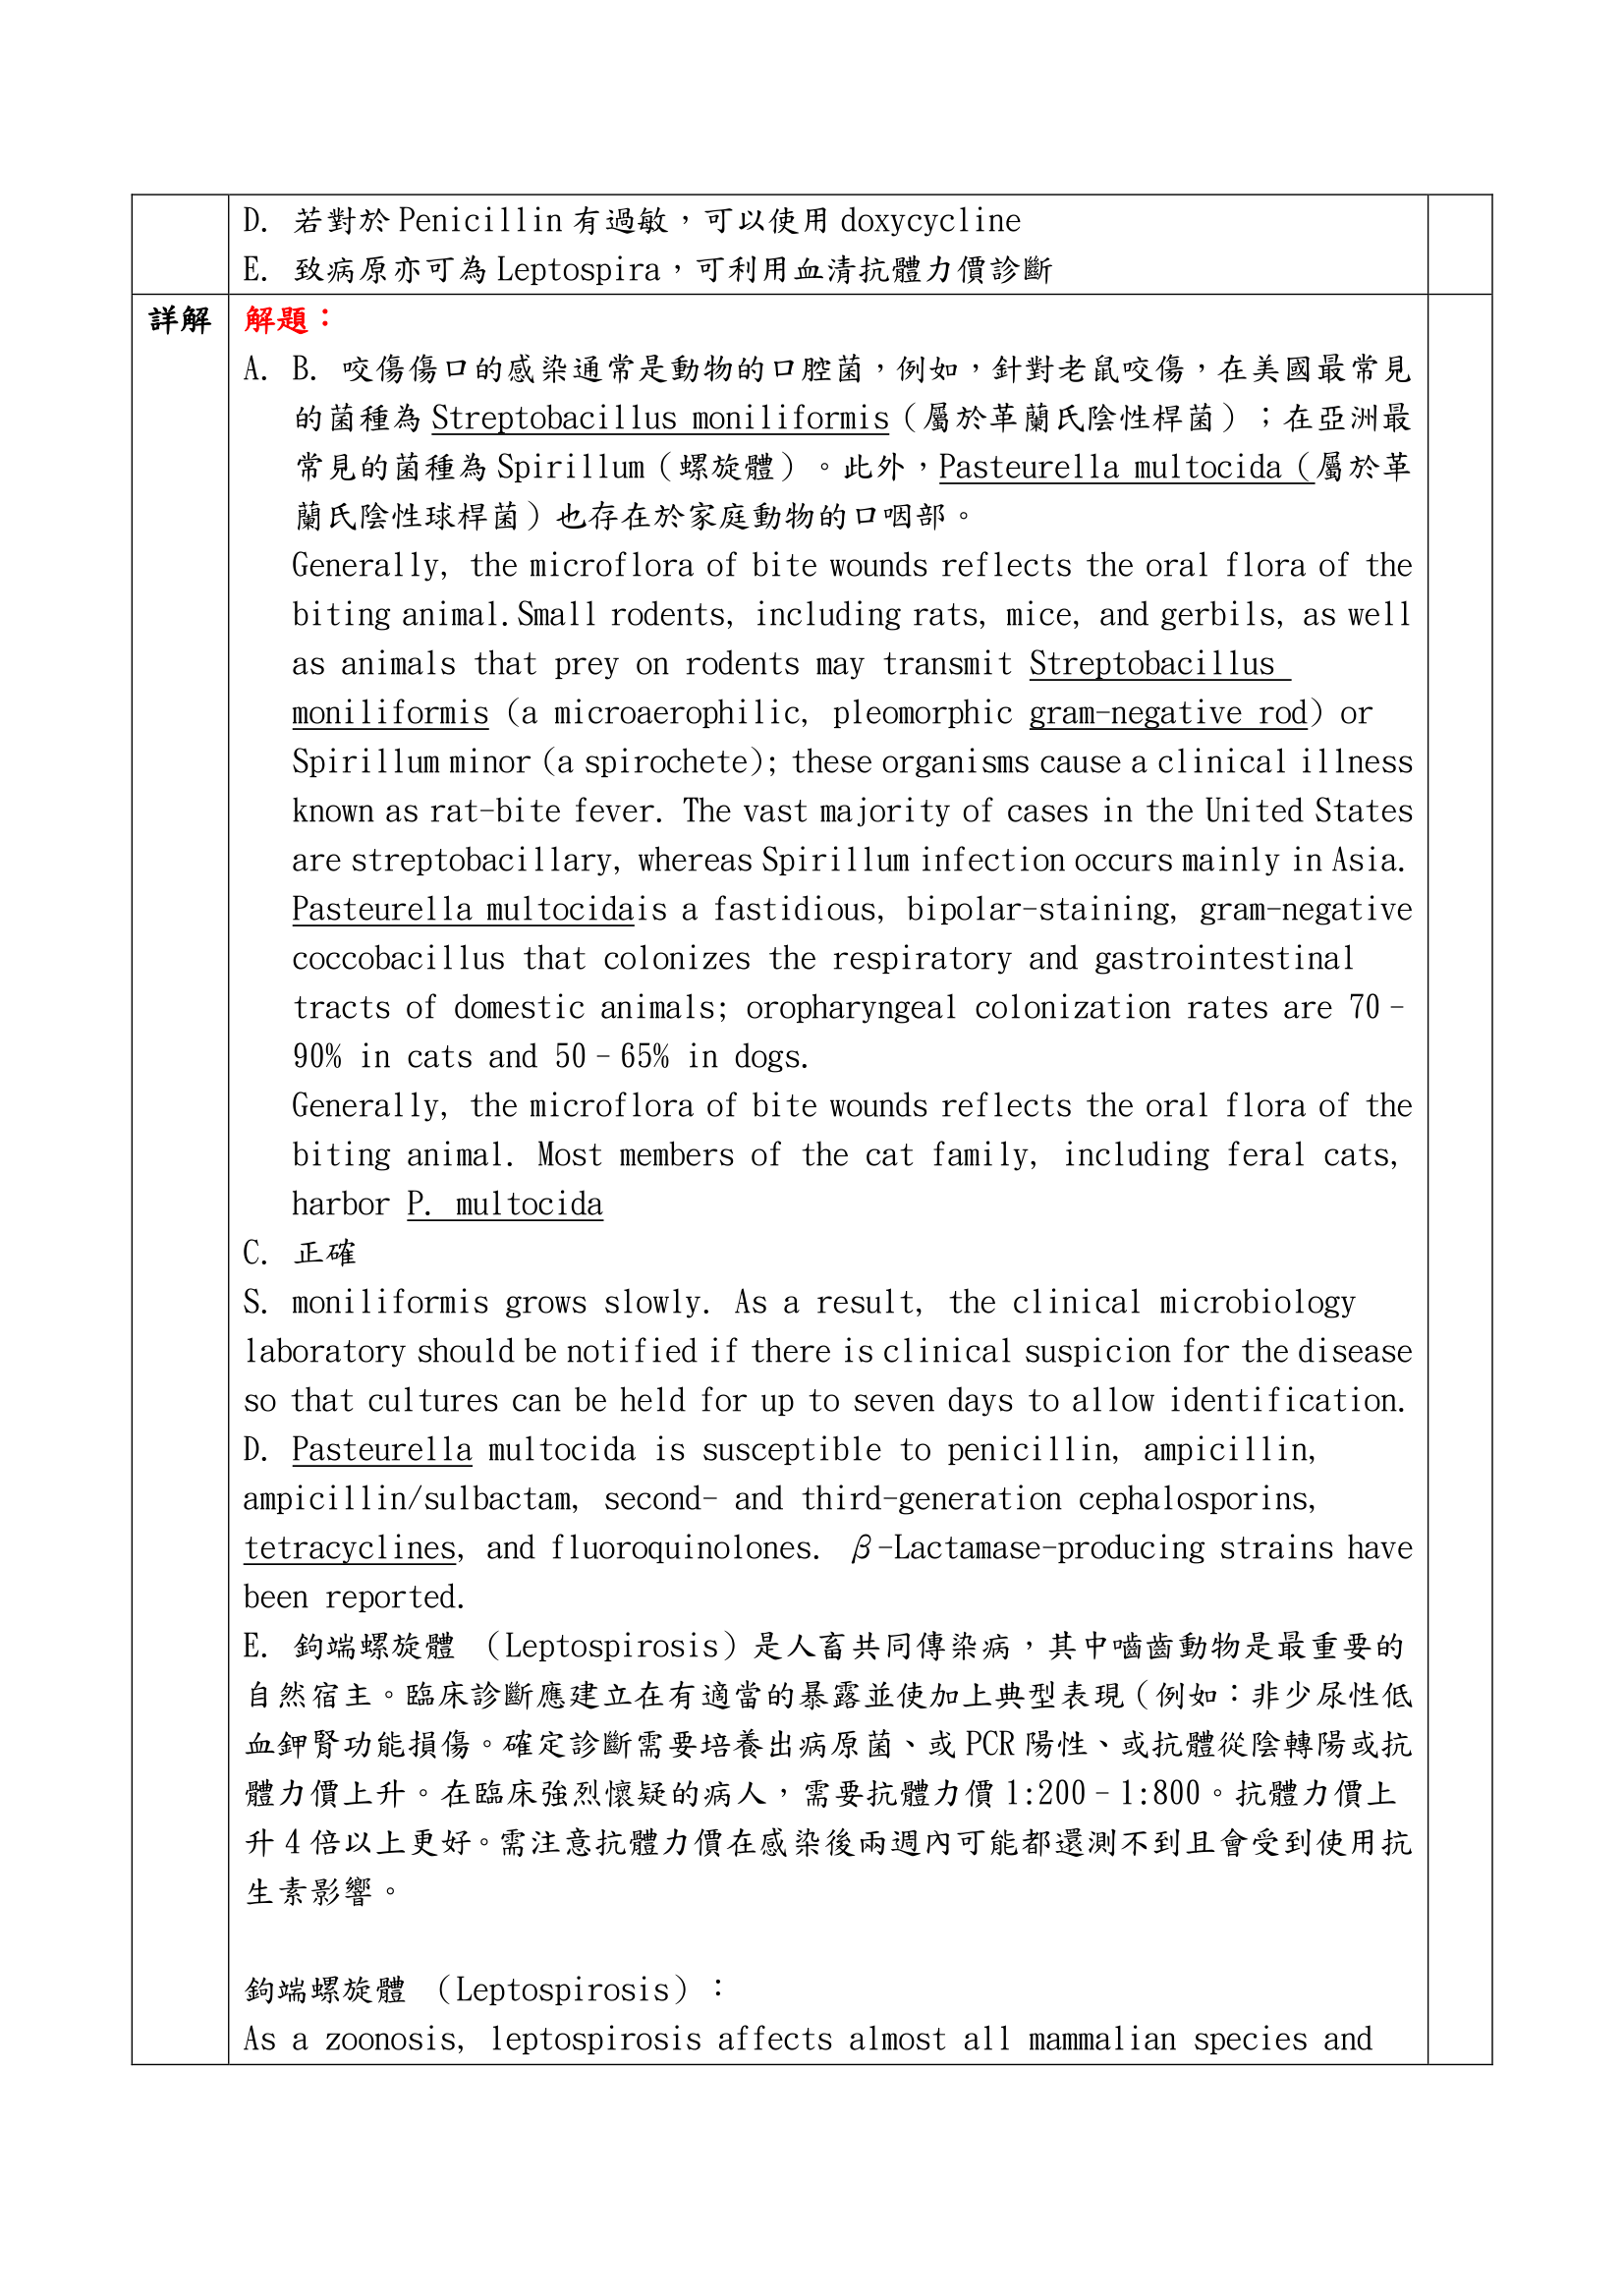 D. 若對於 Penicillin 有過敏，可以使用 doxycycline
E. 致病原亦可為 Leptospira，可利用血清抗體力價診斷
詳解
解題：
A. B. 咬傷傷口的感染通常是動物的口腔菌，例如，針對老鼠咬傷，在美國最常見
的菌種為 Streptobacillus moniliformis（屬於革蘭氏陰性桿菌）；在亞洲最
常見的菌種為 Spirillum（螺旋體）。此外，Pasteurella multocida（屬於革
蘭氏陰性球桿菌）也存在於家庭動物的口咽部。
Generally, the microflora of bite wounds reflects the oral flora of the
biting animal.Small rodents, including rats, mice, and gerbils, as well
as animals that prey on rodents may transmit Streptobacillus
moniliformis (a microaerophilic, pleomorphic gram-negative rod) or
Spirillum minor (a spirochete); these organisms cause a clinical illness
known as rat-bite fever. The vast majority of cases in the United States
are streptobacillary, whereas Spirillum infection occurs mainly in Asia.
Pasteurella multocidais a fastidious, bipolar-staining, gram-negative
coccobacillus that colonizes the respiratory and gastrointestinal
tracts of domestic animals; oropharyngeal colonization rates are 70–
90% in cats and 50–65% in dogs.
Generally, the microflora of bite wounds reflects the oral flora of the
biting animal. Most members of the cat family, including feral cats,
harbor P. multocida
C. 正確
S. moniliformis grows slowly. As a result, the clinical microbiology
laboratory should be notified if there is clinical suspicion for the disease
so that cultures can be held for up to seven days to allow identification.
D. Pasteurella multocida is susceptible to penicillin, ampicillin,
ampicillin/sulbactam, second- and third-generation cephalosporins,
tetracyclines, and fluoroquinolones. β-Lactamase-producing strains have
been reported.
E. 鉤端螺旋體 （Leptospirosis）是人畜共同傳染病，其中嚙齒動物是最重要的
自然宿主。臨床診斷應建立在有適當的暴露並使加上典型表現（例如：非少尿性低
血鉀腎功能損傷。確定診斷需要培養出病原菌、或 PCR 陽性、或抗體從陰轉陽或抗
體力價上升。在臨床強烈懷疑的病人，需要抗體力價 1:200–1:800。抗體力價上
升 4 倍以上更好。需注意抗體力價在感染後兩週內可能都還測不到且會受到使用抗
生素影響。
鉤端螺旋體 （Leptospirosis）：
As a zoonosis, leptospirosis affects almost all mammalian species and